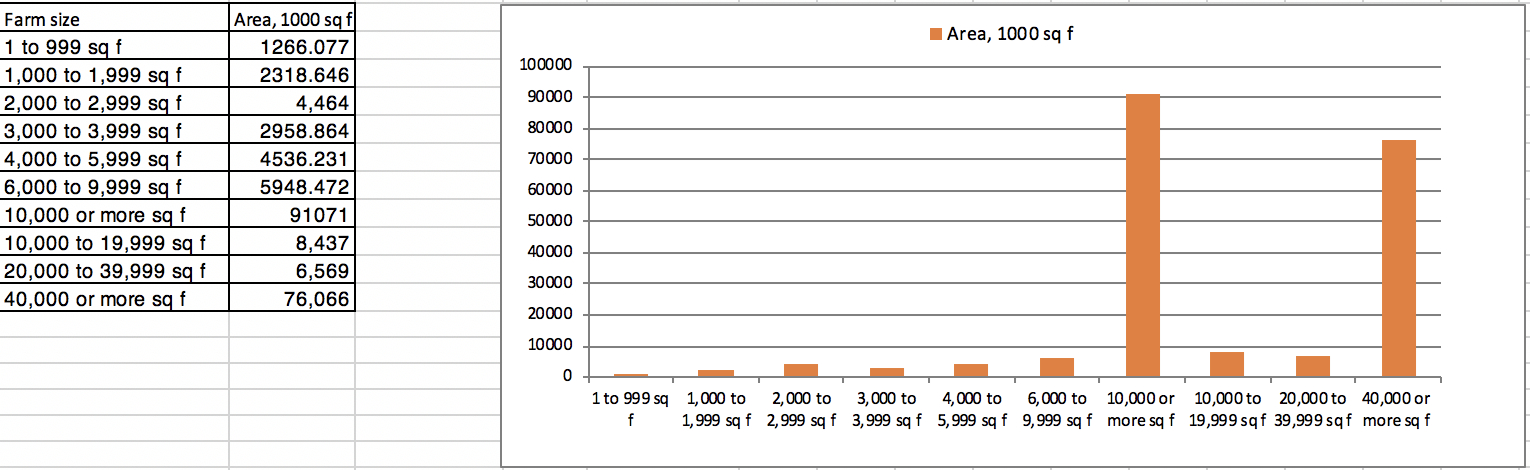 Farm size Area, 1000 sq f
1 to 999 sq f 1266.077
1,000 to 1,999 sq f 2318.646
2,000 to 2,999 sq f 4,464
3,000 to 3,999 sq f 2958.864
4,000 to 5,999 sq f 4536.231
6,000 to 9,999 sq f 5948.472
10,000 or more sq f 91071
10,000 to 19,999 sq f 8,437
20,000 to 39,999 sq f 6,569
40,000 or more sq f 76,066
Area, 1000 sq f
100000
90000
80000
70000
60000
50000
40000
30000
20000
10000
0
1 to 999 sq 1,000 to 2,000 to 3,000 to 4,000 to 6,000 to 10,000 or 10,000 to 20,000 to 40,000 or
f 1,999 sq f 2,999 sq f 3,999 sq f 5,999 sq f 9,999 sq f more sq f 19,999 sq f 39,999 sq f more sq f